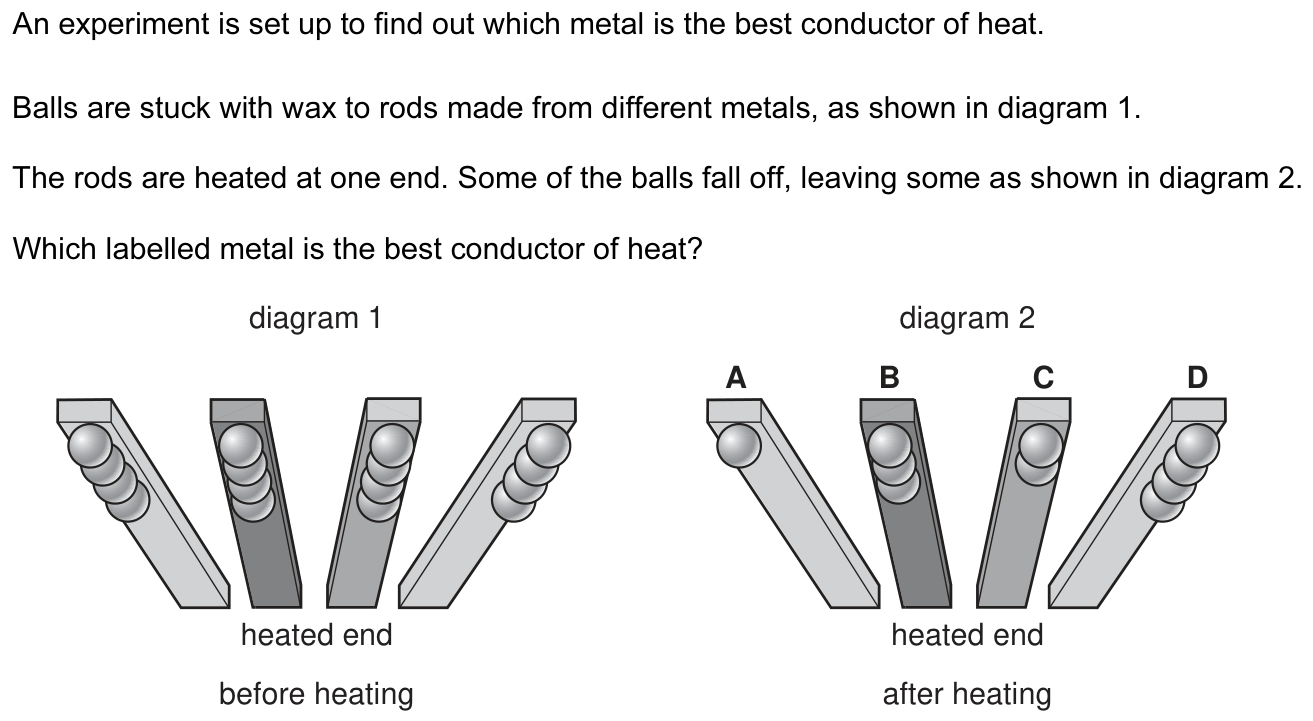 An experiment is set up to find out which metal is the best conductor of heat.
Balls are stuck with wax to rods made from different metals, as shown in diagram 1.
The rods are heated at one end. Some of the balls fall off, leaving some as shown in diagram 2.
Which labelled metal is the best conductor of heat?
diagram 1
heated end
before heating
diagram 2
A B C D
heated end
after heating